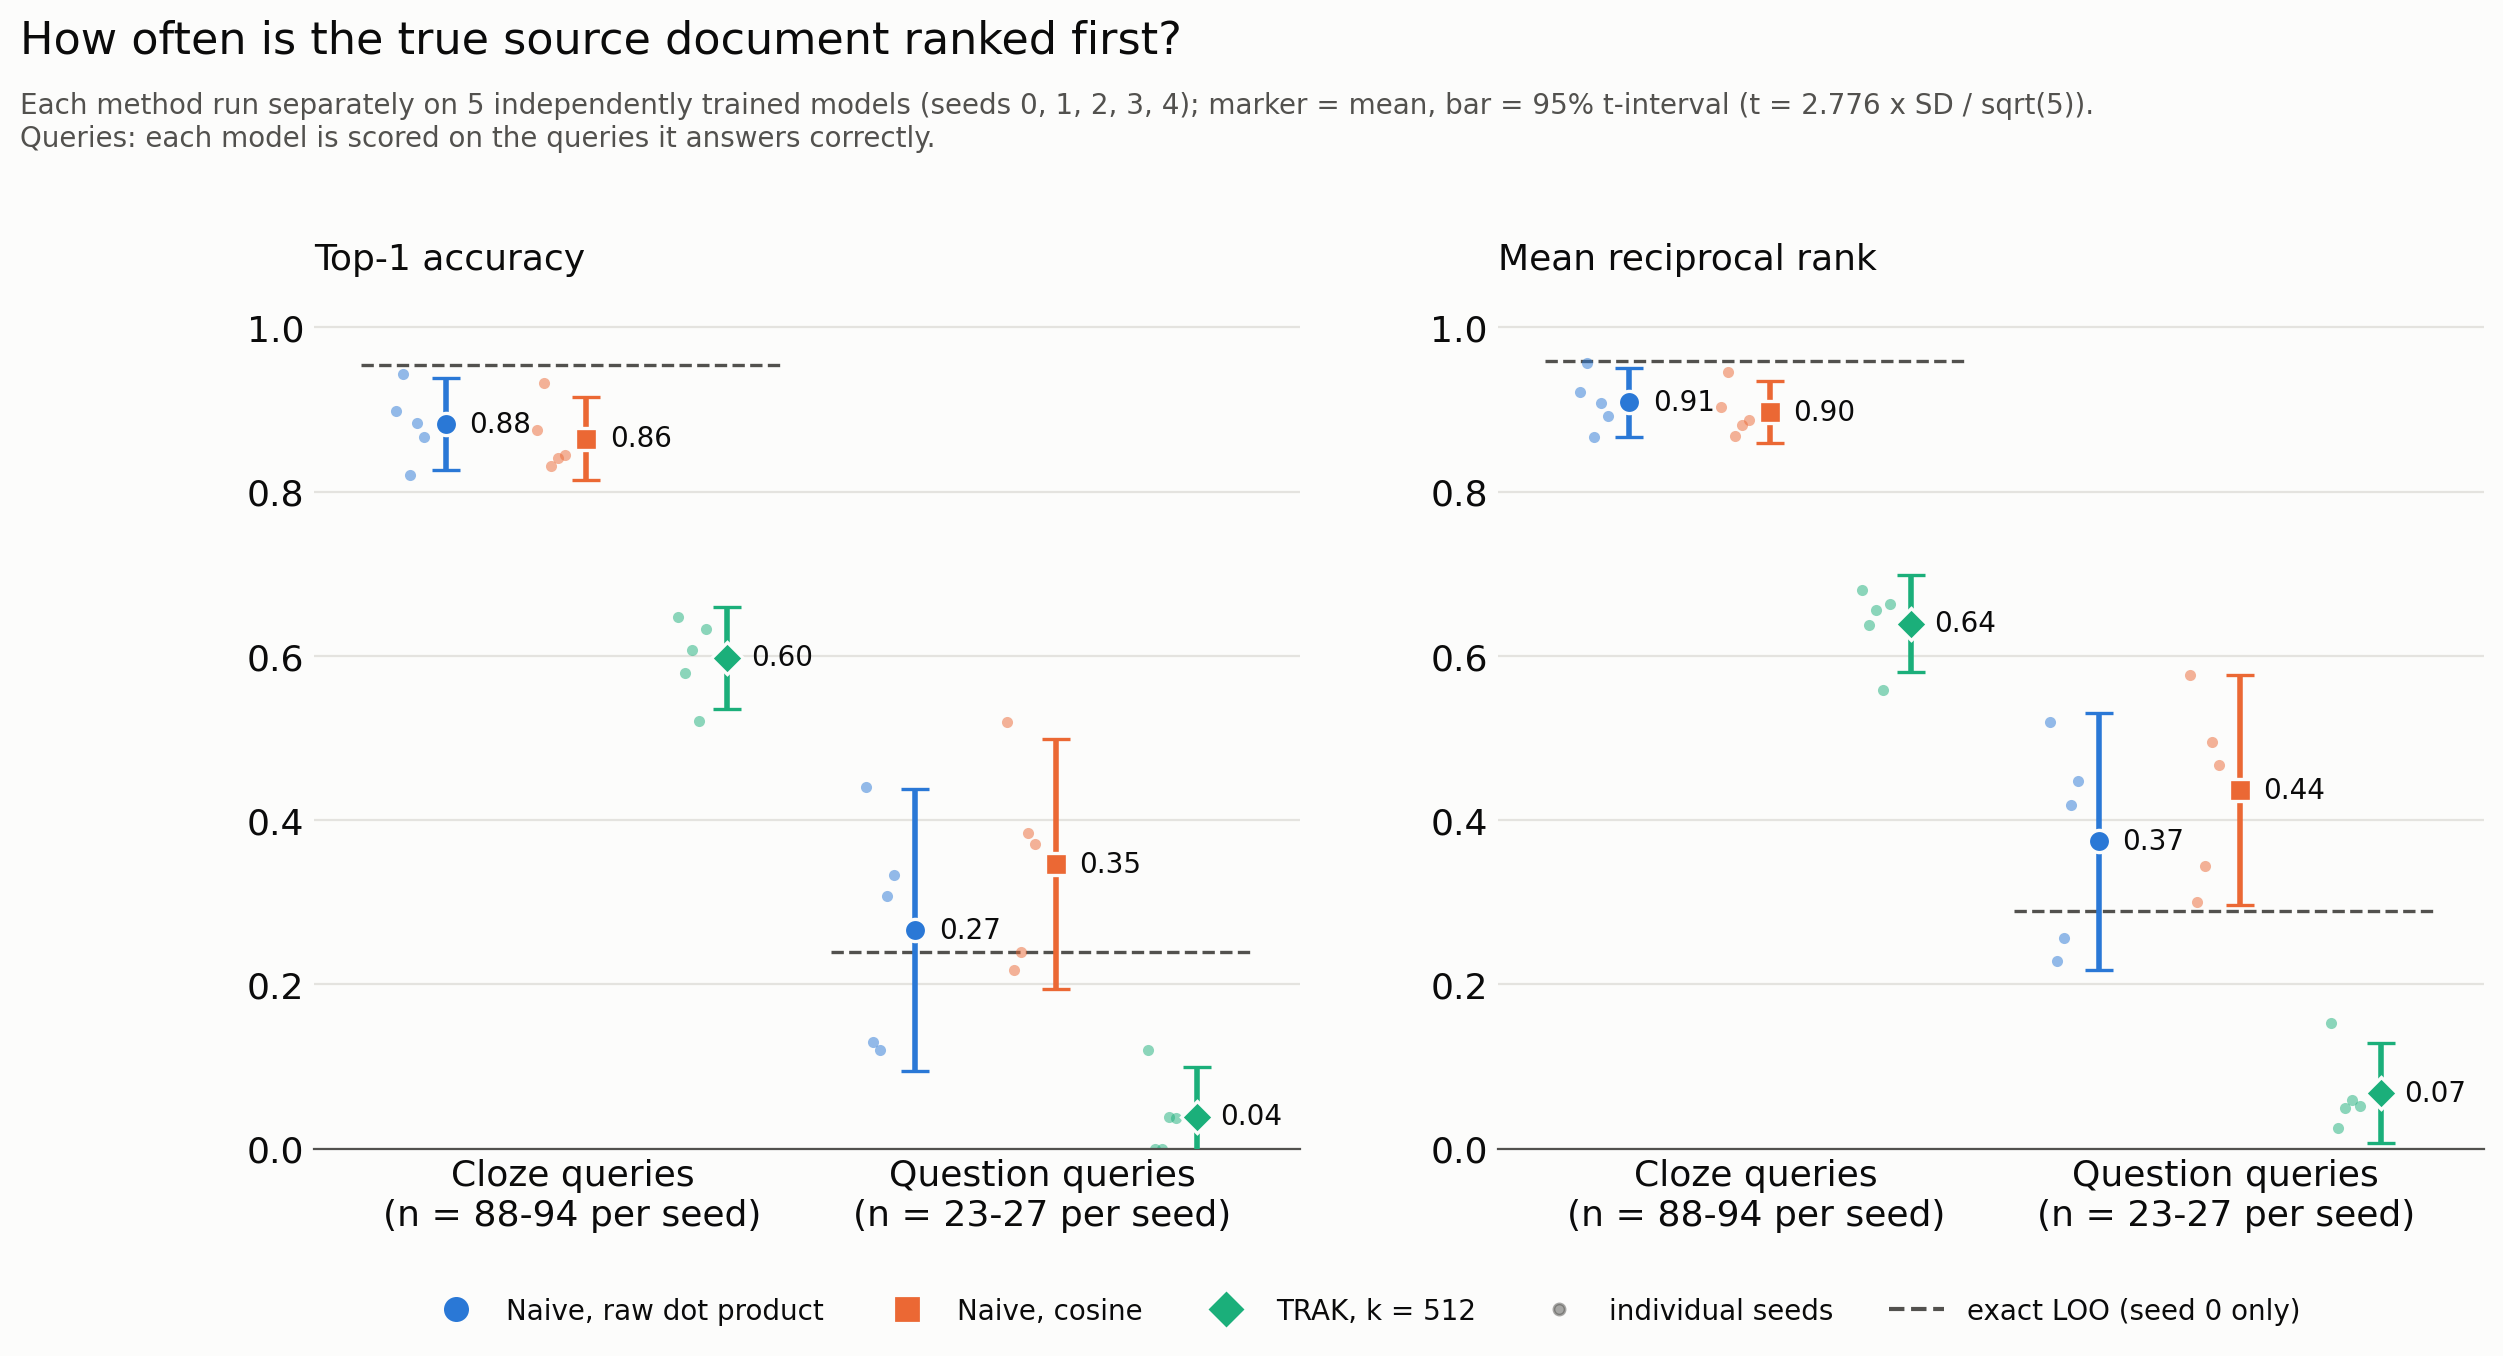 How often is the true source document ranked first?
Each method run separately on 5 independently trained models (seeds 0, 1, 2, 3, 4); marker = mean, bar = 95% t-interval (t = 2.776 x SD / sqrt(5)).
Queries: each model is scored on the queries it answers correctly.
Top-1 accuracy
1.0
0.8
0.6
0.4
0.2
0.0
0.88
0.86
0.60
0.27
0.35
0.04
Cloze queries
(n = 88-94 per seed)
Question queries
(n = 23-27 per seed)
Mean reciprocal rank
1.0
0.8
0.6
0.4
0.2
0.0
0.91
0.90
0.64
0.37
0.44
0.07
Cloze queries
(n = 88-94 per seed)
Question queries
(n = 23-27 per seed)
Naive, raw dot product
Naive, cosine
TRAK, k = 512
individual seeds
exact LOO (seed 0 only)